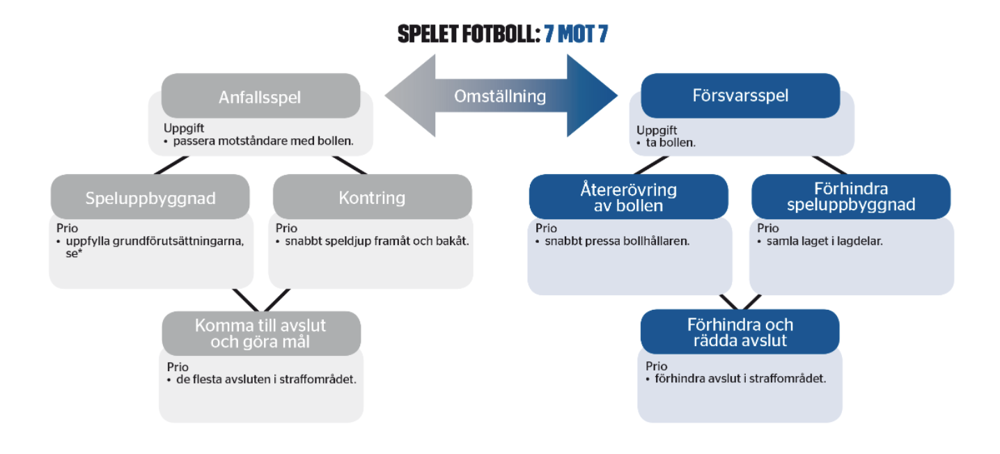 SPELET FOTBOLL: 7 MOT 7
Omställning
Anfallsspel
Uppgift
• passera motståndare med bollen.
Speluppbyggnad
Prio
• uppfylla grundförutsättningarna,
se*
Kontring
Prio
• snabbt speldjup framåt och bakåt.
Komma till avslut
och göra mål
Prio
• de flesta avsluten i straffområdet.
Försvarsspel
Uppgift
• ta bollen.
Återerövring
av bollen
Prio
• snabbt pressa bollhållaren.
Förhindra
speluppbyggnad
Prio
• samla laget i lagdelar.
Förhindra och
rädda avslut
Prio
• förhindra avslut i straffområdet.